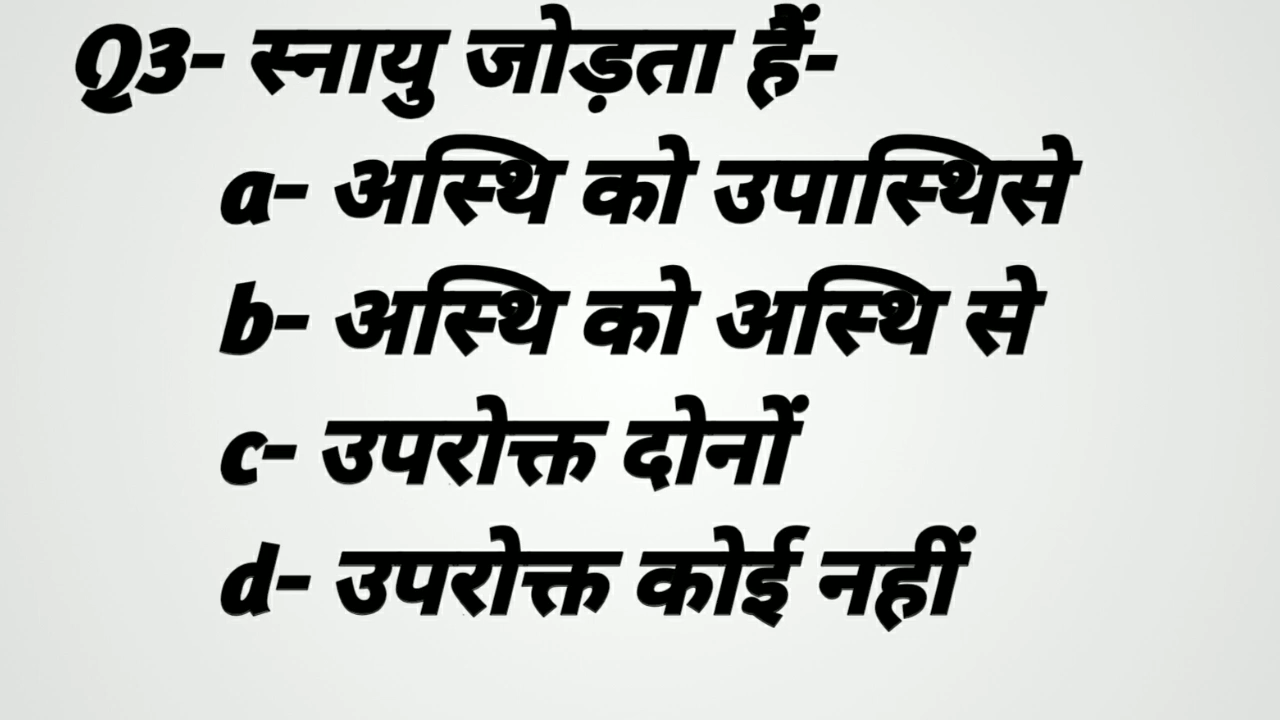 Q3- स्नायु जोड़ता हैं-
a- अस्थि को उपास्थिसे
b- अस्थि को अस्थि से
c- उपरोक्त दोनों
d- उपरोक्त कोई नहीं